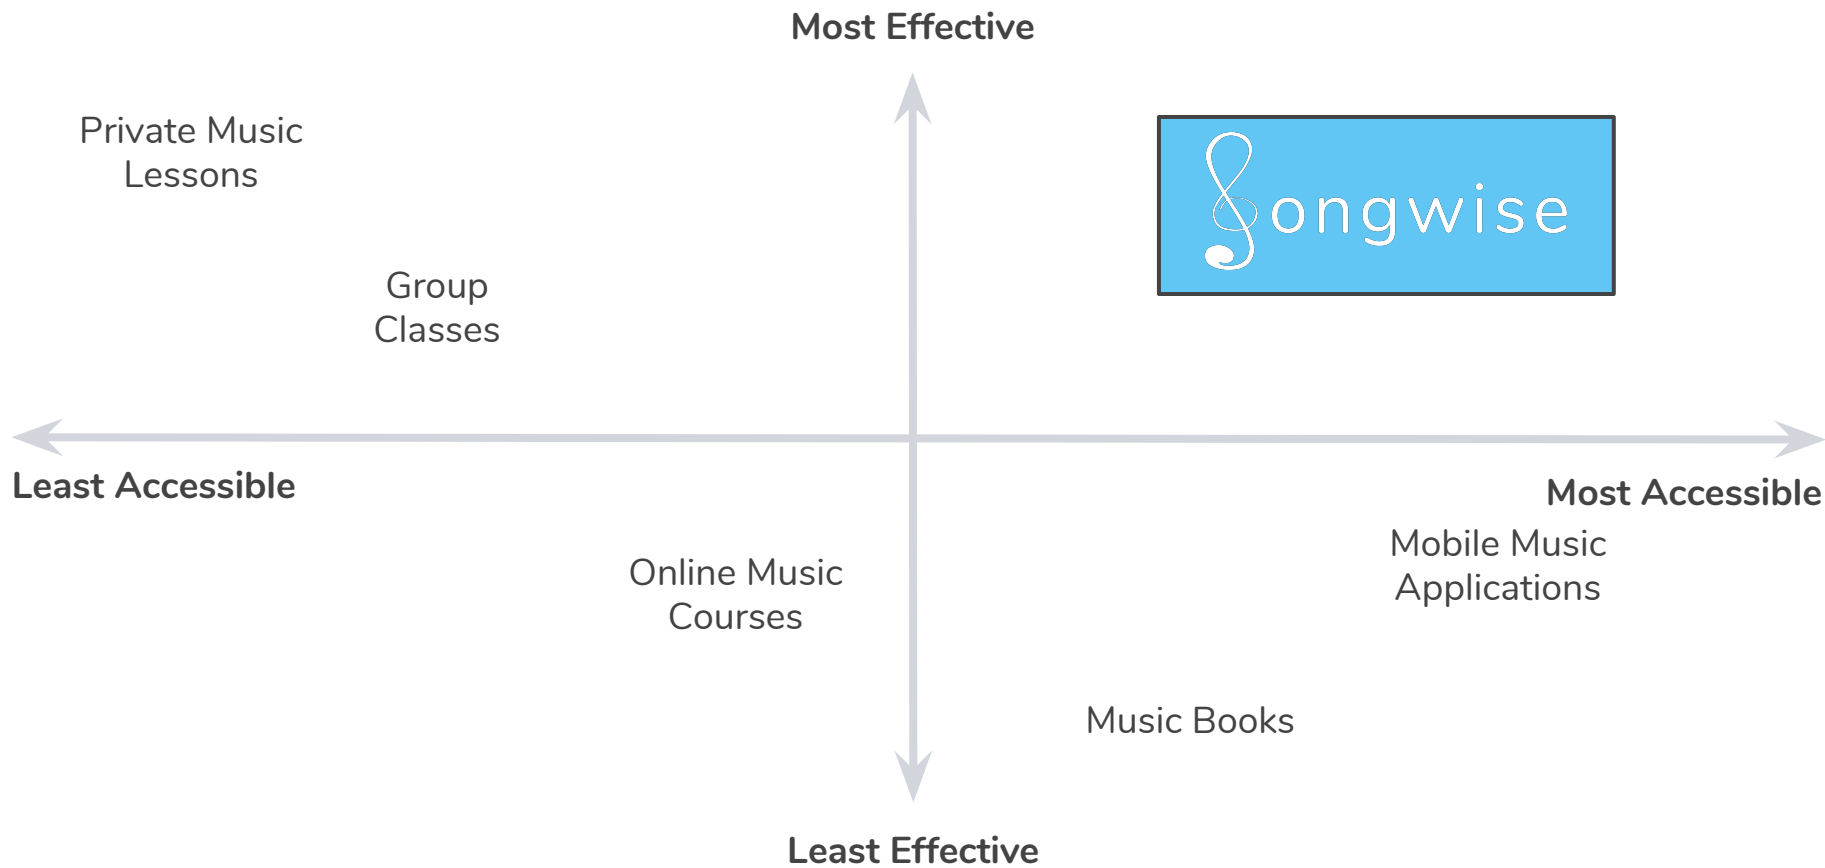 Most Effective
Private Music
Lessons
Songwise
Group
Classes
Least Accessible
Most Accessible
Mobile Music
Applications
Online Music
Courses
Music Books
Least Effective